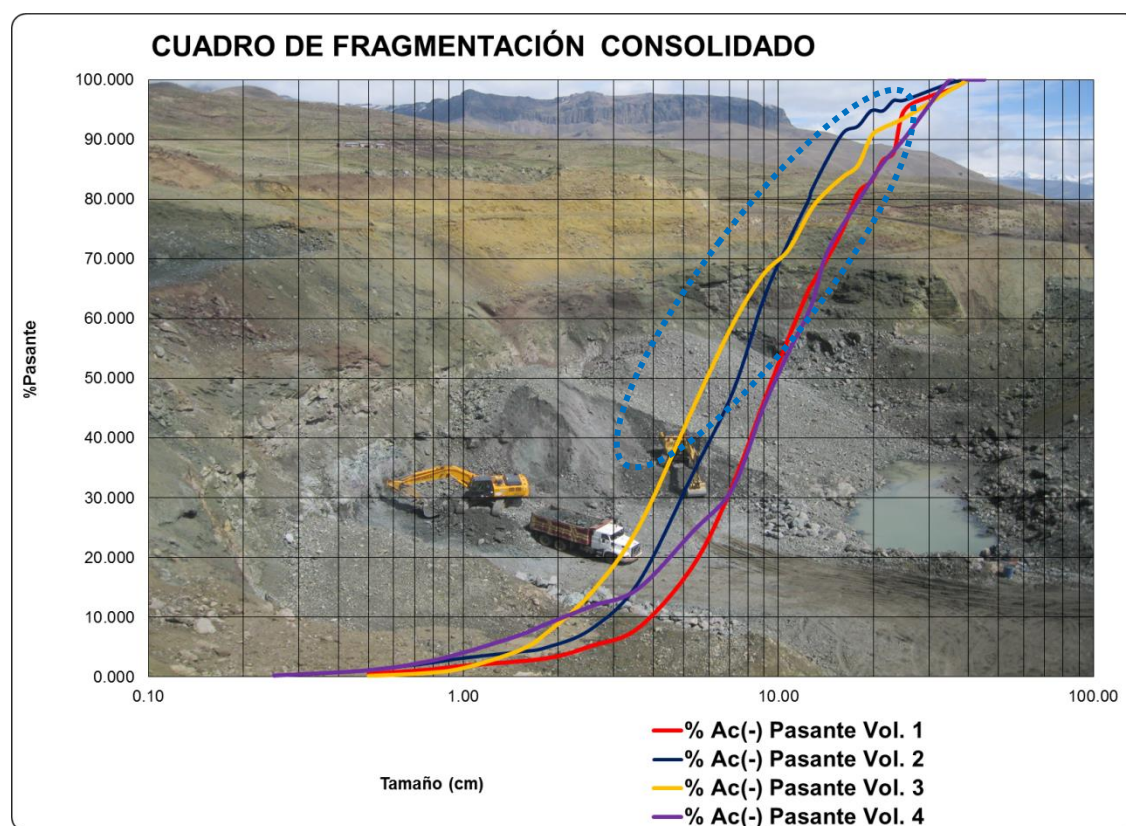 CUADRO DE FRAGMENTACIÓN CONSOLIDADO
100.000
90.000
80.000
70.000
60.000
50.000
40.000
30.000
20.000
10.000
0.000
%Pasante
0.10
1.00
10.00
100.00
Tamaño (cm)
% Ac(-) Pasante Vol. 1
% Ac(-) Pasante Vol. 2
% Ac(-) Pasante Vol. 3
% Ac(-) Pasante Vol. 4